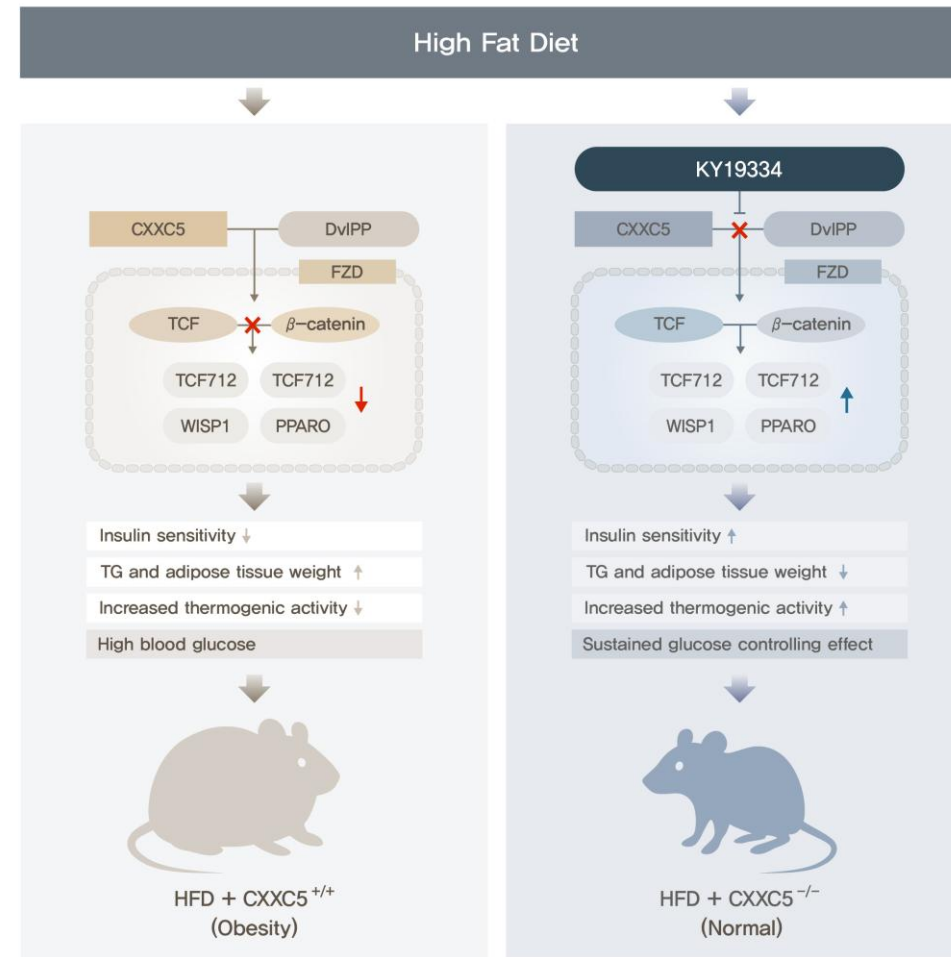 High Fat Diet
CXXC5
DvlPP
FZD
TCF
β-catenin
TCF712
TCF712
WISP1
PPARO
Insulin sensitivity ↓
TG and adipose tissue weight ↑
Increased thermogenic activity ↓
High blood glucose
HFD + CXXC5+/+
(Obesity)
KY19334
CXXC5
DvlPP
FZD
TCF
β-catenin
TCF712
TCF712
WISP1
PPARO
Insulin sensitivity ↑
TG and adipose tissue weight ↓
Increased thermogenic activity ↑
Sustained glucose controlling effect
HFD + CXXC5−/−
(Normal)